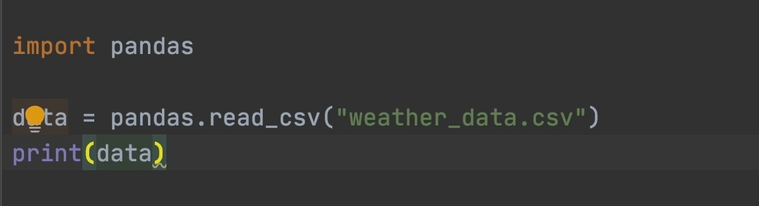 import pandas
data = pandas.read_csv("weather_data.csv")
print(data)